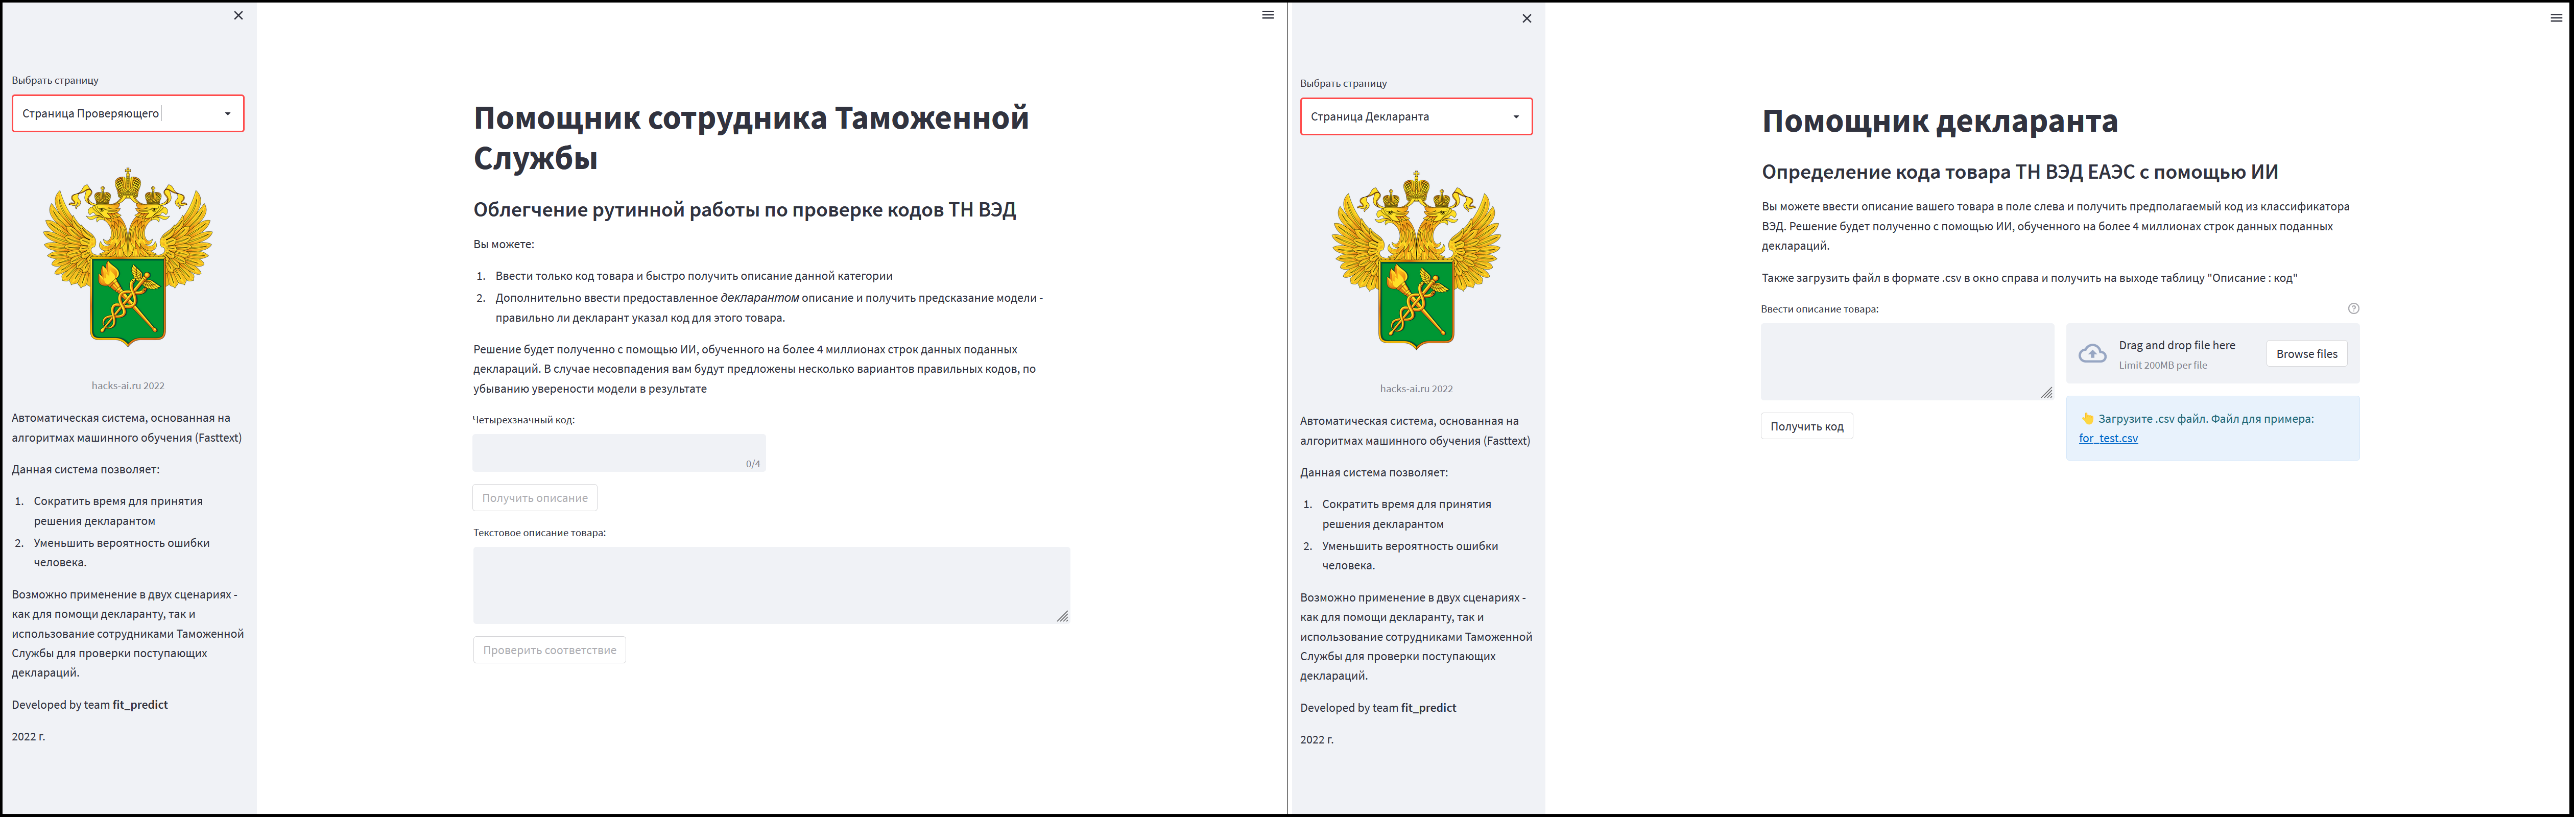 Выбрать страницу
Страница Проверяющего
hacks-ai.ru 2022
Автоматическая система, основанная на
алгоритмах машинного обучения (Fasttext)
Данная система позволяет:
1. Сократить время для принятия
решения декларантом
2. Уменьшить вероятность ошибки
человека.
Возможно применение в двух сценариях -
как для помощи декларанту, так и
использование сотрудниками Таможенной
Службы для проверки поступающих
деклараций.
Developed by team fit_predict
2022 г.
Помощник сотрудника Таможенной
Службы
Облегчение рутинной работы по проверке кодов ТН ВЭД
Вы можете:
1. Ввести только код товара и быстро получить описание данной категории
2. Дополнительно ввести предоставленное декларантом описание и получить предсказание модели -
правильно ли декларант указал код для этого товара.
Решение будет полученно с помощью ИИ, обученного на более 4 миллионах строк данных поданных
деклараций. В случае несовпадения вам будут предложены несколько вариантов правильных кодов, по
убыванию уверености модели в результате
Четырехзначный код:
0/4
Получить описание
Текстовое описание товара:
Проверить соответствие
Выбрать страницу
Страница Декларанта
hacks-ai.ru 2022
Автоматическая система, основанная на
алгоритмах машинного обучения (Fasttext)
Данная система позволяет:
1. Сократить время для принятия
решения декларантом
2. Уменьшить вероятность ошибки
человека.
Возможно применение в двух сценариях -
как для помощи декларанту, так и
использование сотрудниками Таможенной
Службы для проверки поступающих
деклараций.
Developed by team fit_predict
2022 г.
Помощник декларанта
Определение кода товара ТН ВЭД ЕАЭС с помощью ИИ
Вы можете ввести описание вашего товара в поле слева и получить предполагаемый код из классификатора
ВЭД. Решение будет полученно с помощью ИИ, обученного на более 4 миллионах строк данных поданных
деклараций.
Также загрузить файл в формате .csv в окно справа и получить на выходе таблицу "Описание : код"
Ввести описание товара:
Получить код
Drag and drop file here
Limit 200MB per file
Browse files
👆 Загрузите .csv файл. Файл для примера:
for_test.csv